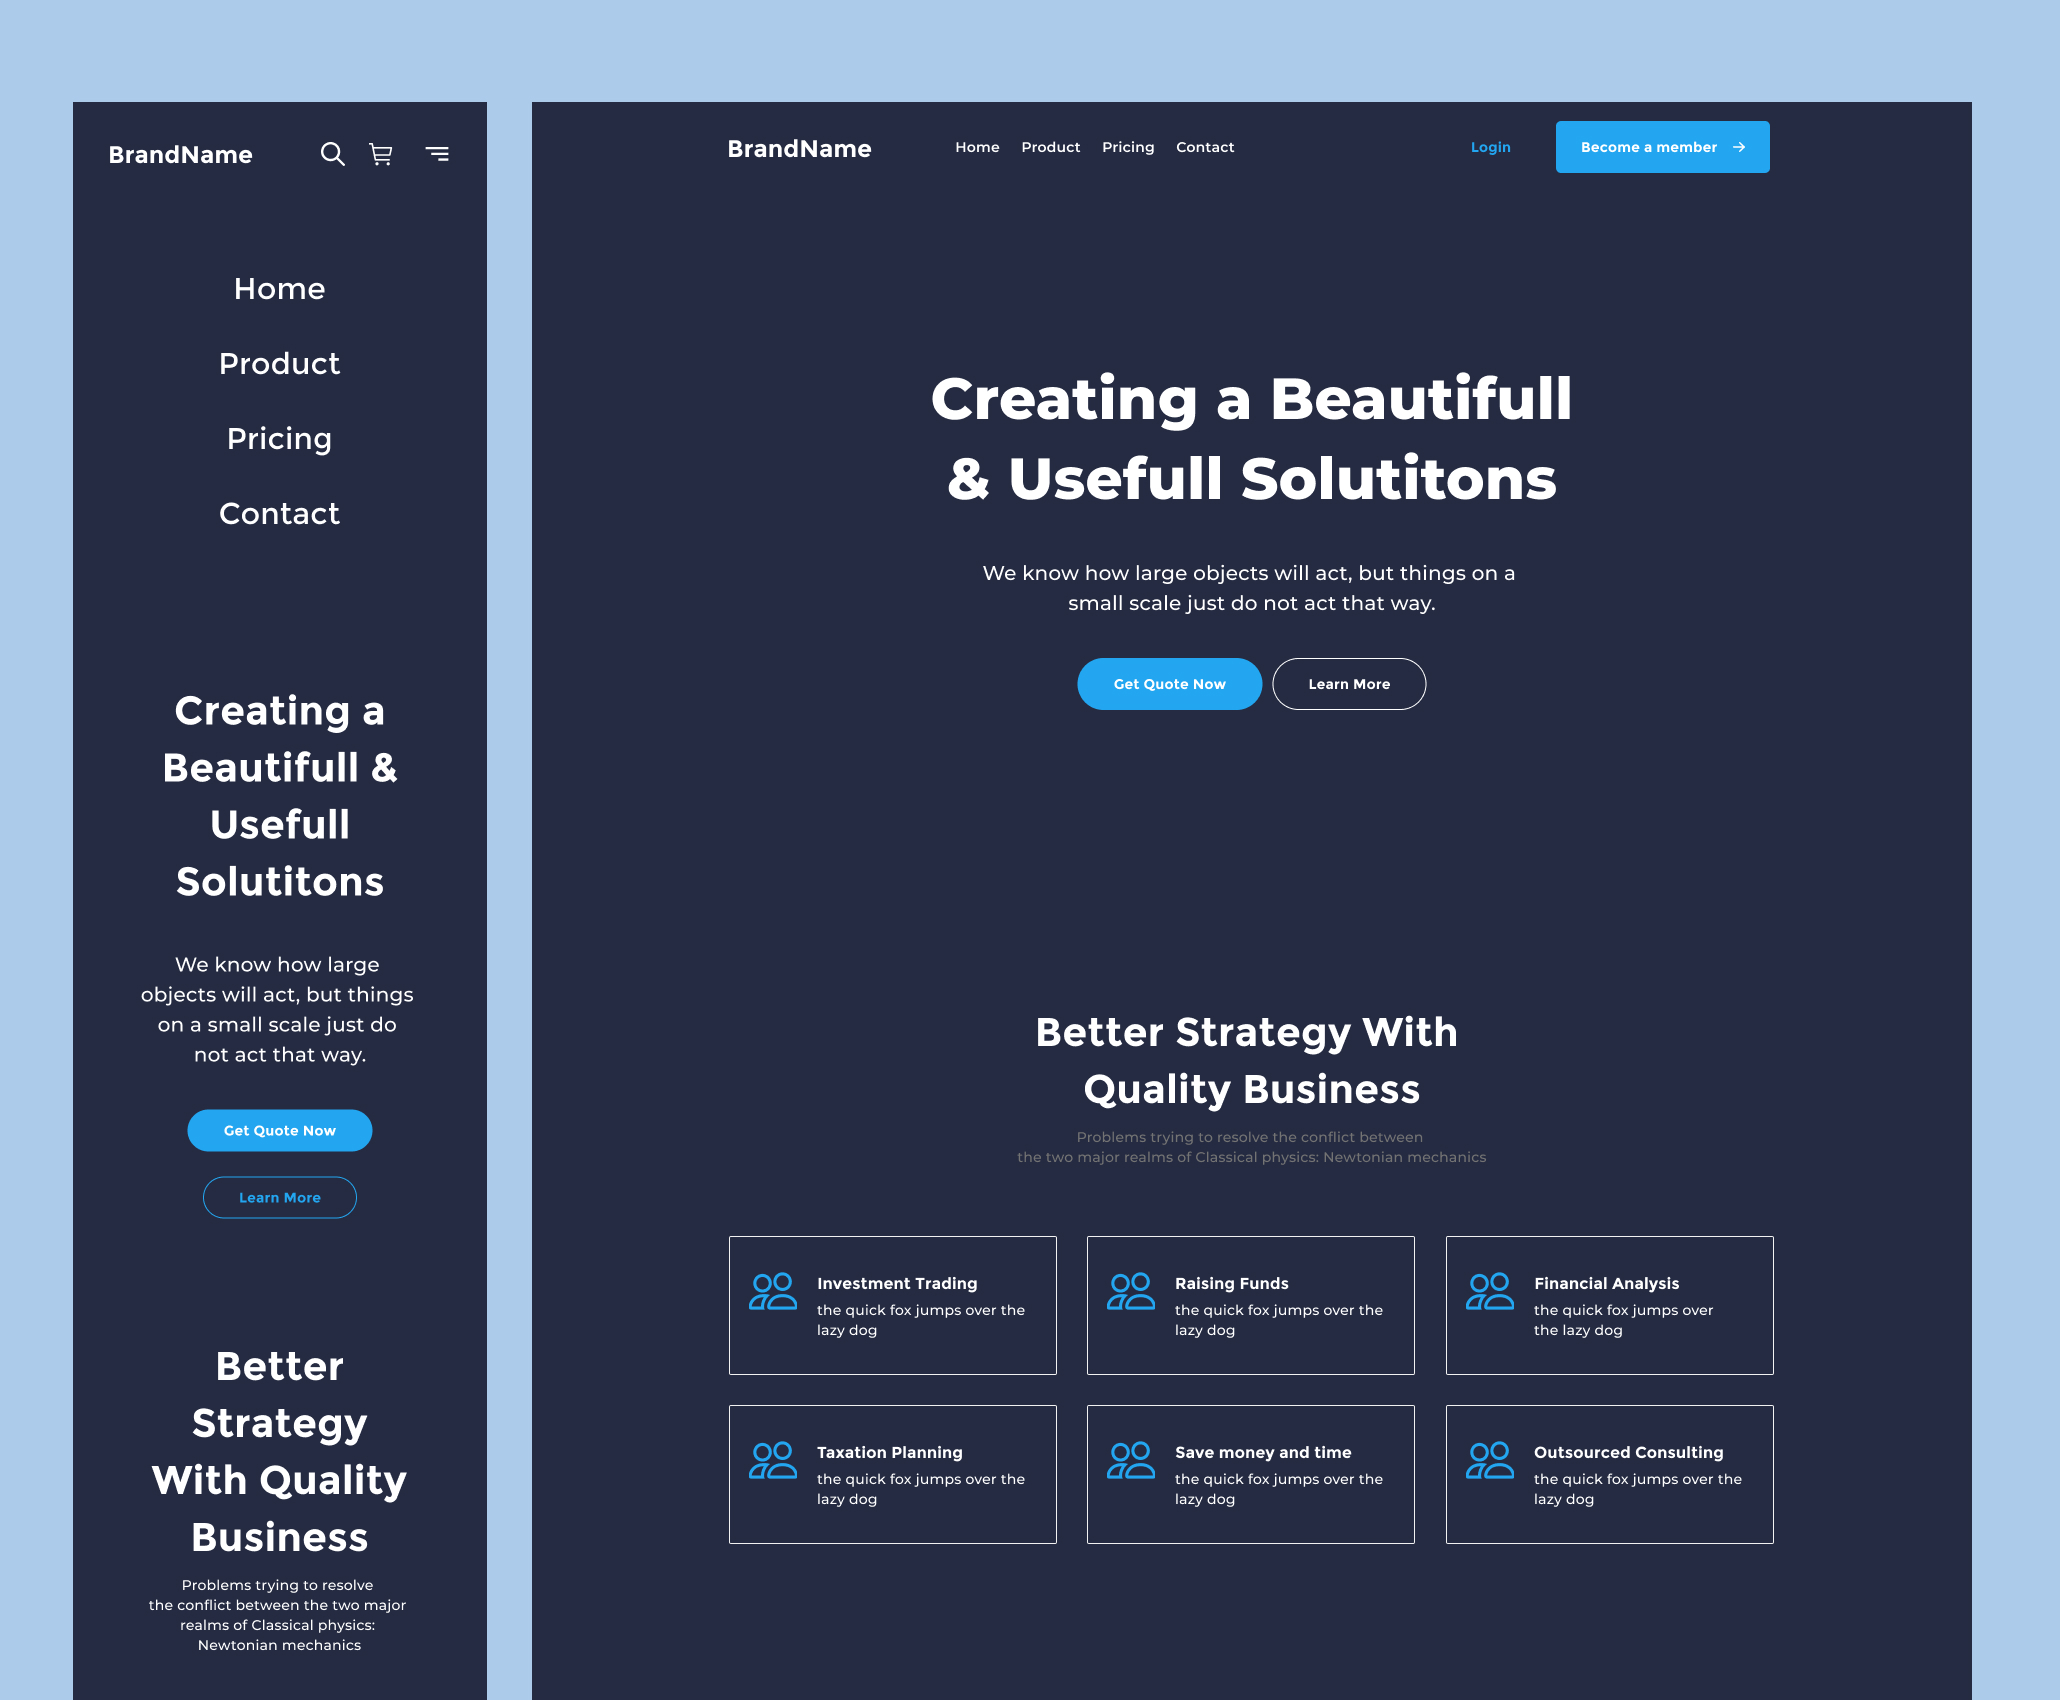 BrandName
Home
Product
Pricing
Contact
Creating a
Beautifull &
Usefull
Solutitons
We know how large
objects will act, but things
on a small scale just do
not act that way.
Get Quote Now
Learn More
Better
Strategy
With Quality
Business
Problems trying to resolve
the conflict between the two major
realms of Classical physics:
Newtonian mechanics
BrandName
Home Product Pricing Contact
Login
Become a member
Creating a Beautifull
& Usefull Solutitons
We know how large objects will act, but things on a
small scale just do not act that way.
Get Quote Now
Learn More
Better Strategy With
Quality Business
Problems trying to resolve the conflict between
the two major realms of Classical physics: Newtonian mechanics
Investment Trading
the quick fox jumps over the
lazy dog
Raising Funds
the quick fox jumps over the
lazy dog
Financial Analysis
the quick fox jumps over
the lazy dog
Taxation Planning
the quick fox jumps over the
lazy dog
Save money and time
the quick fox jumps over the
lazy dog
Outsourced Consulting
the quick fox jumps over the
lazy dog